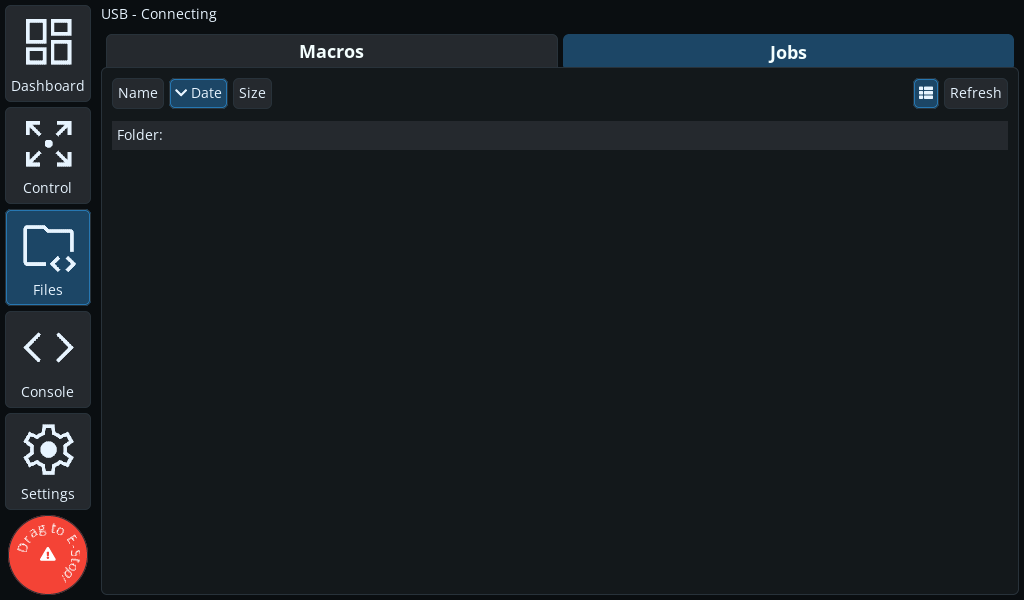 USB - Connecting
Dashboard
Control
Files
Console
Settings
Drag to E-Stop!
Macros
Jobs
Name
Date
Size
Refresh
Folder: